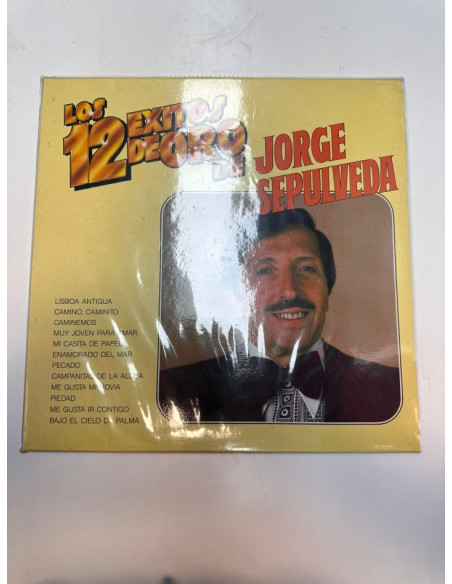 LOS
12 EXITOS
DE ORO
DE
JORGE
SEPULVEDA
LISBOA ANTIGUA
CAMINO, CAMINITO
CAMINEMOS
MUY JOVEN PARA AMAR
MI CASITA DE PAPEL
ENAMORADO DEL MAR
PECADO
CAMPANITAS DE LA ALDEA
ME GUSTA MI NOVIA
PIEDAD
ME GUSTA IR CONTIGO
BAJO EL CIELO DE PALMA